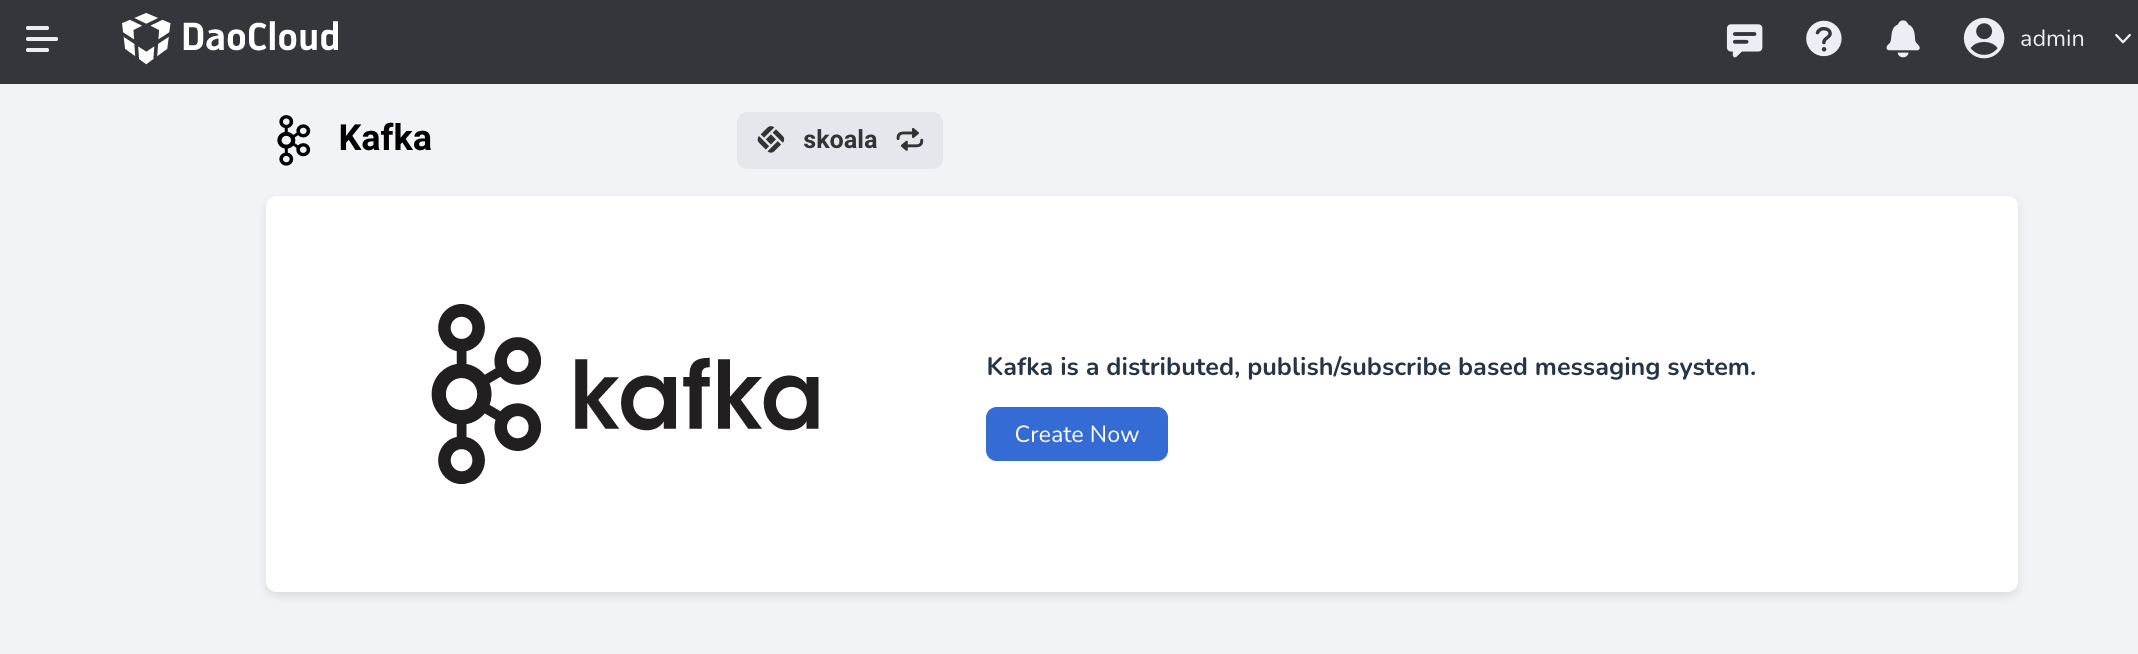 DaoCloud
admin
Kafka
skoala
kafka
Kafka is a distributed, publish/subscribe based messaging system.
Create Now